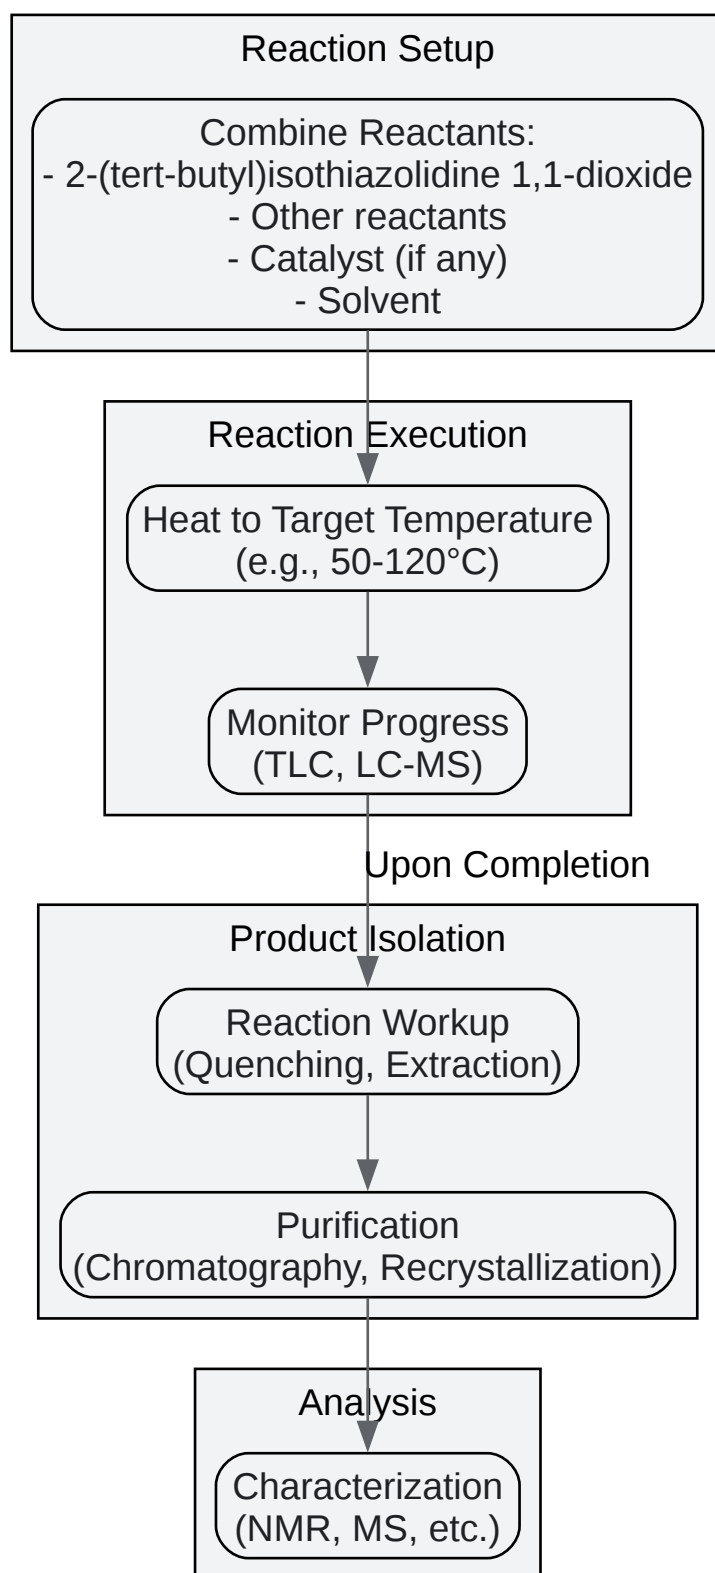 Reaction Setup
Combine Reactants:
- 2-(tert-butyl)isothiazolidine 1,1-dioxide
- Other reactants
- Catalyst (if any)
- Solvent
Reaction Execution
Heat to Target Temperature
(e.g., 50-120°C)
Monitor Progress
(TLC, LC-MS)
Upon Completion
Product Isolation
Reaction Workup
(Quenching, Extraction)
Purification
(Chromatography, Recrystallization)
Analysis
Characterization
(NMR, MS, etc.)